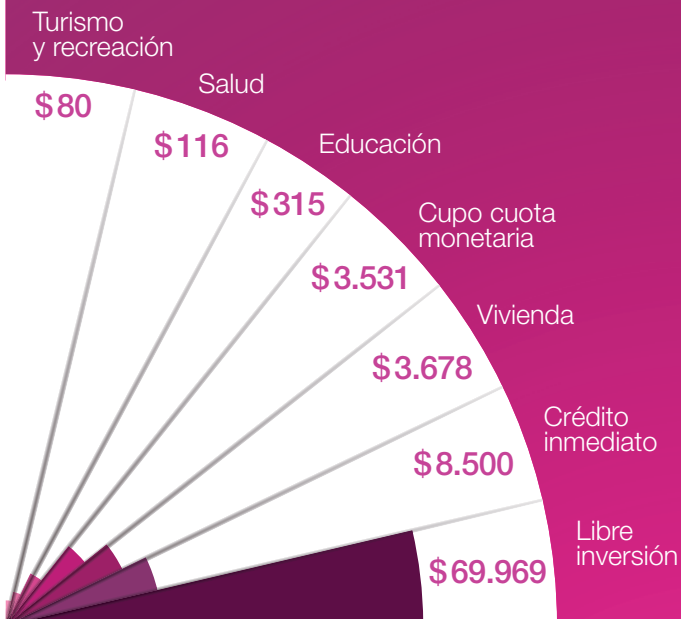 Turismo
y recreación
$80
Salud
$116
Educación
$315
Cupo cuota
monetaria
$3.531
Vivienda
$3.678
Crédito
inmediato
$8.500
Libre
inversión
$69.969